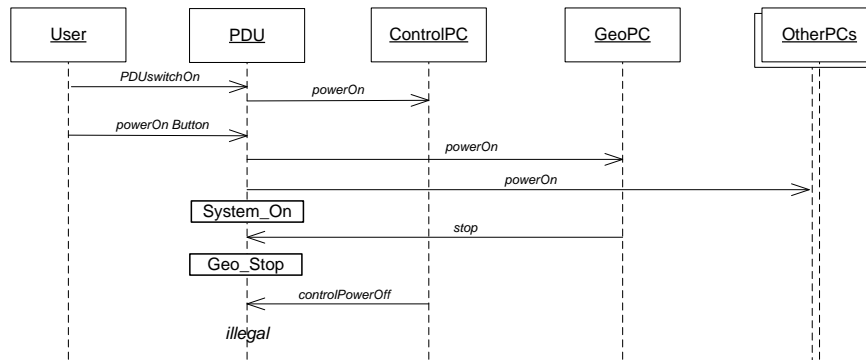 User
PDU
ControlPC
GeoPC
OtherPCs
PDUswitchOn
powerOn
powerOn Button
powerOn
powerOn
System_On
stop
Geo_Stop
controlPowerOff
illegal